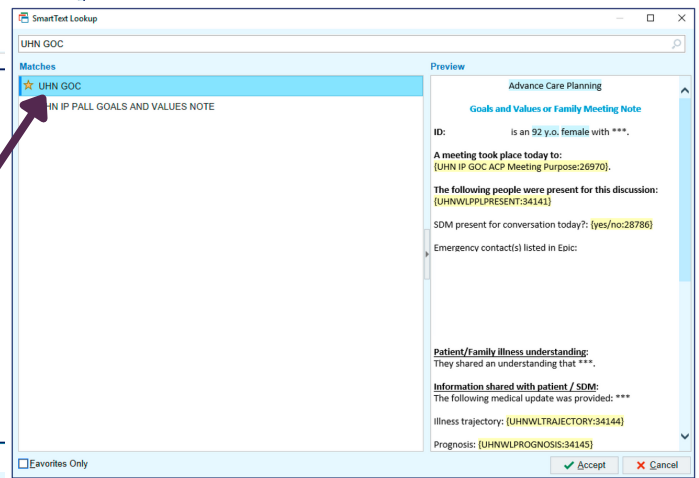 SmartText Lookup
UHN GOC
Matches
Preview
UHN GOC
IP PALL GOALS AND VALUES NOTE
Advance Care Planning
Goals and Values or Family Meeting Note
ID: is an 92 y.o. female with ***.
A meeting took place today to:
{UHN IP GOC ACP Meeting Purpose:26970}.
The following people were present for this discussion:
{UHNWLPPLPRESENT:34141}
SDM present for conversation today?: {yes/no:28786}
Emergency contact(s) listed in Epic:
Patient/Family illness understanding:
They shared an understanding that ***.
Information shared with patient / SDM:
The following medical update was provided: ***
Illness trajectory: {UHNWLTRAJECTORY:34144}
Prognosis: {UHNWLPROGNOSIS:34145}
Favorites Only
Accept
Cancel